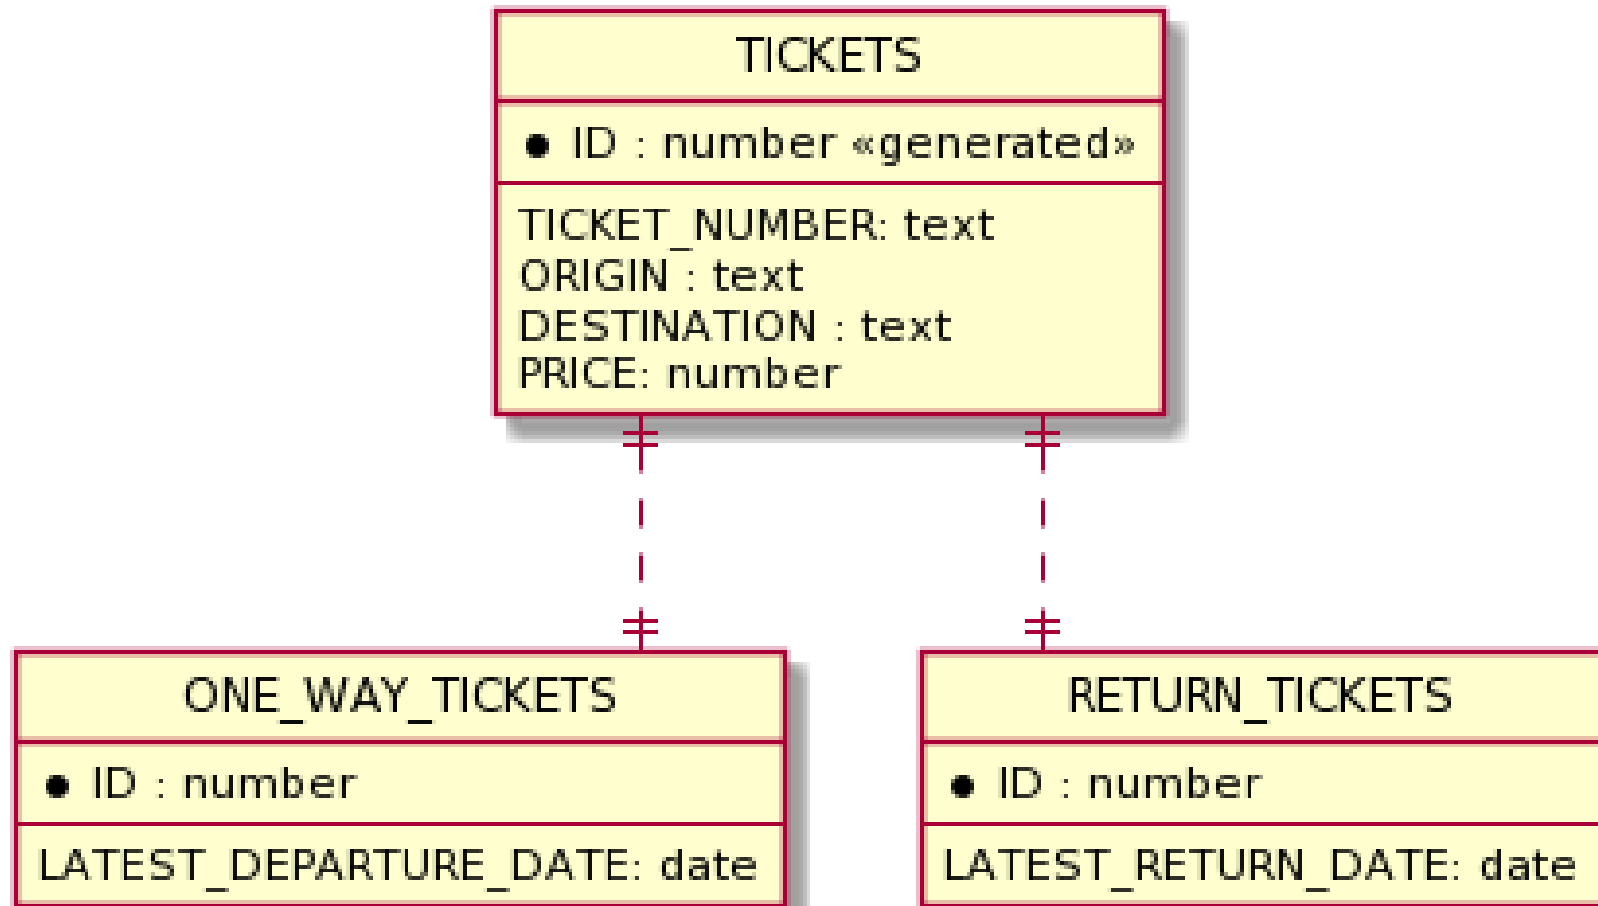 TICKETS
ID : number «generated»
TICKET_NUMBER: text
ORIGIN : text
DESTINATION : text
PRICE: number
ONE_WAY_TICKETS
ID : number
LATEST_DEPARTURE_DATE: date
RETURN_TICKETS
ID : number
LATEST_RETURN_DATE: date